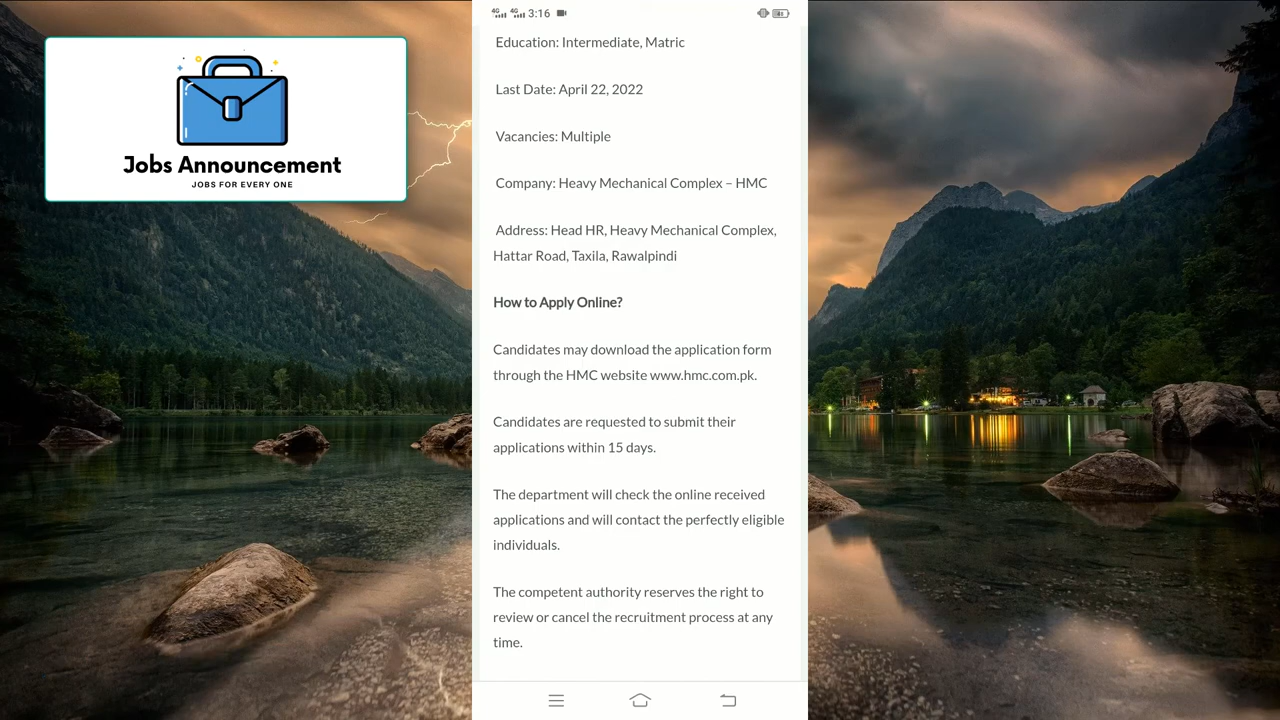 Jobs Announcement
JOBS FOR EVERY ONE
4G 4G 3:16
Education: Intermediate, Matric
Last Date: April 22, 2022
Vacancies: Multiple
Company: Heavy Mechanical Complex – HMC
Address: Head HR, Heavy Mechanical Complex,
Hattar Road, Taxila, Rawalpindi
How to Apply Online?
Candidates may download the application form
through the HMC website www.hmc.com.pk.
Candidates are requested to submit their
applications within 15 days.
The department will check the online received
applications and will contact the perfectly eligible
individuals.
The competent authority reserves the right to
review or cancel the recruitment process at any
time.